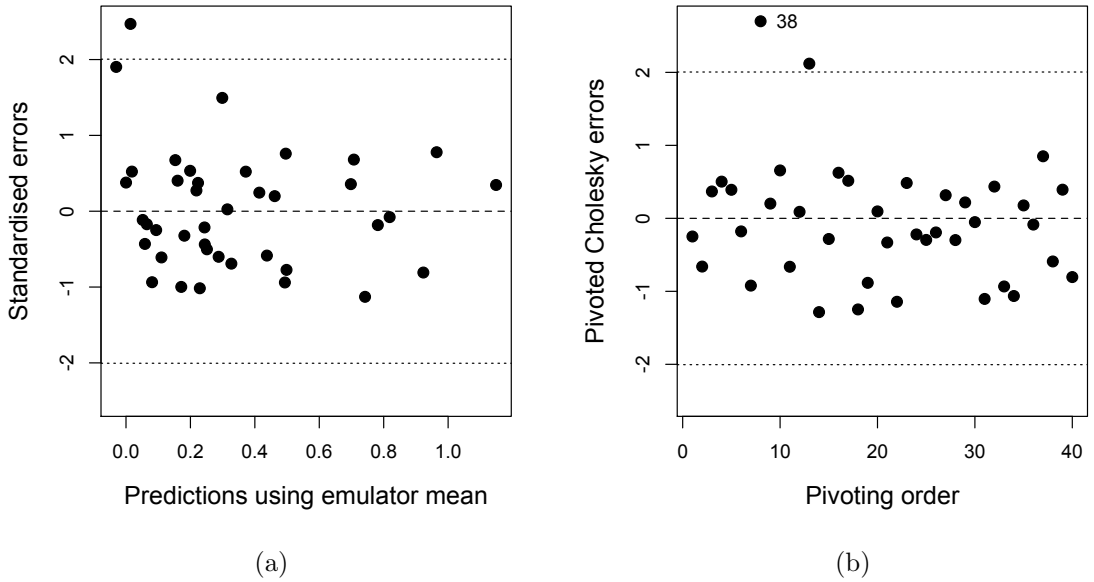 Standardised errors
2
1
0
-1
-2
0.0 0.2 0.4 0.6 0.8 1.0
Predictions using emulator mean
(a)
Pivoted Cholesky errors
38
2
1
0
-1
-2
0 10 20 30 40
Pivoting order
(b)